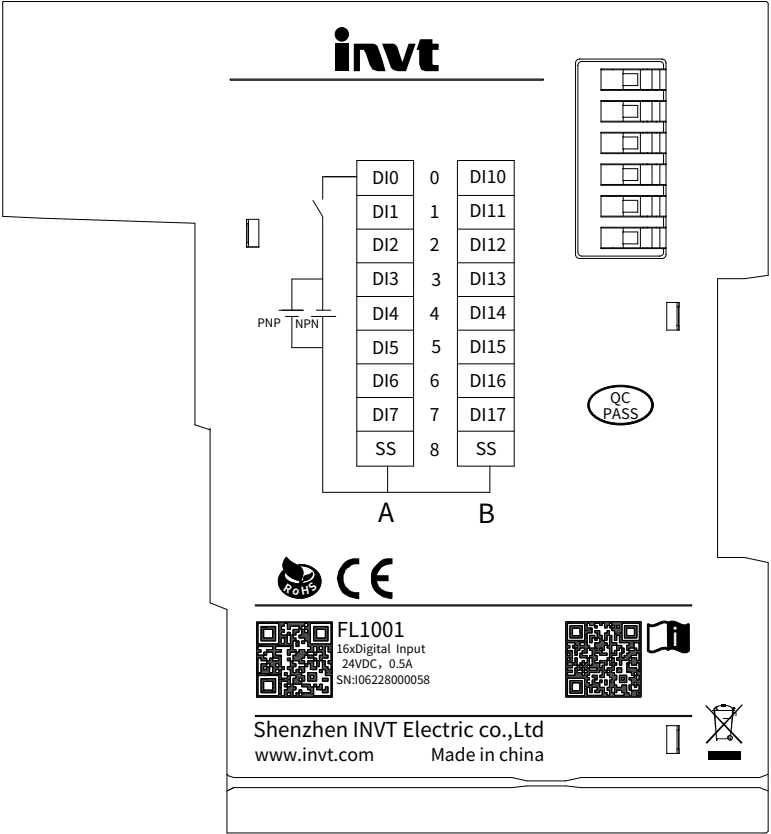 invt
DI0 0 DI10
DI1 1 DI11
DI2 2 DI12
DI3 3 DI13
PNP NPN DI4 4 DI14
DI5 5 DI15
DI6 6 DI16
DI7 7 DI17
SS 8 SS
A B
QC
PASS
RoHS CE
FL1001
16xDigital Input
24VDC，0.5A
SN:I06228000058
i
Shenzhen INVT Electric co.,Ltd
www.invt.com Made in china